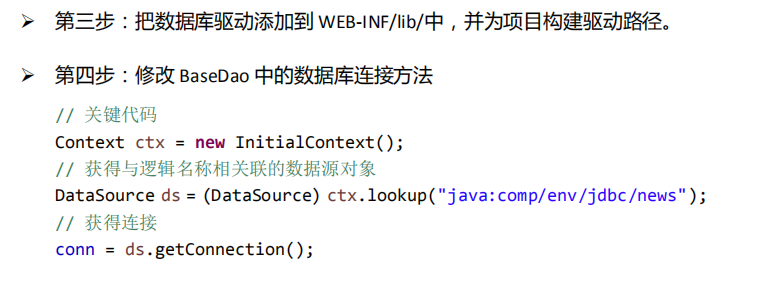 ➢ 第三步：把数据库驱动添加到 WEB-INF/lib/中，并为项目构建驱动路径。
➢ 第四步：修改 BaseDao 中的数据库连接方法
// 关键代码
Context ctx = new InitialContext();
// 获得与逻辑名称相关联的数据源对象
DataSource ds = (DataSource) ctx.lookup("java:comp/env/jdbc/news");
// 获得连接
conn = ds.getConnection();